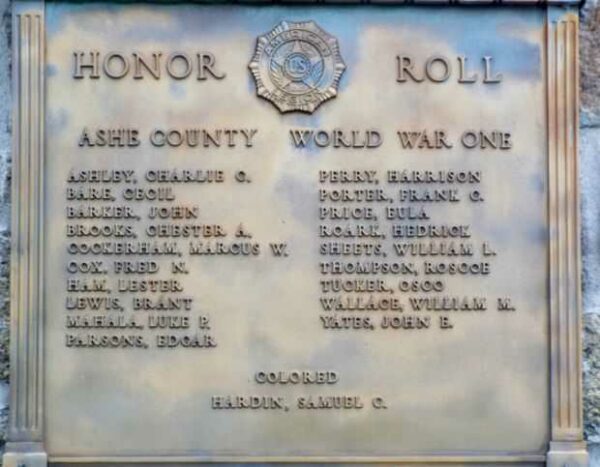 HONOR ROLL
ASHE COUNTY WORLD WAR ONE
ASHLEY, CHARLIE C.
BARE, CECIL
BARKER, JOHN
BROOKS, CHESTER A.
COCKERHAM, MARCUS W.
COX, FRED N.
HAM, LESTER
LEWIS, BRANT
MAHALA, LUKE P.
PARSONS, EDGAR
PERRY, HARRISON
PORTER, FRANK C.
PRICE, EULA
ROARK, HEDRICK
SHEETS, WILLIAM L.
THOMPSON, ROSCOE
TUCKER, OSCO
WALLACE, WILLIAM M.
YATES, JOHN E.
COLORED
HARDIN, SAMUEL C.
US